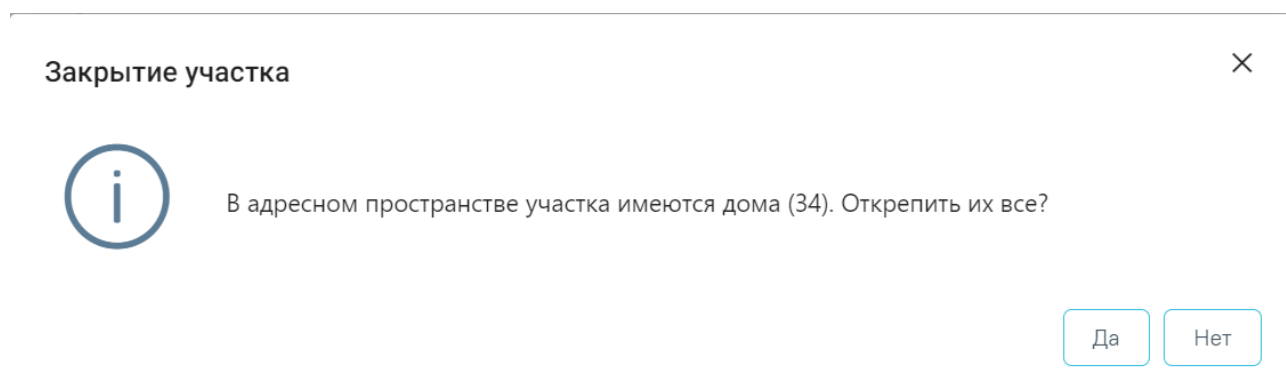 Закрытие участка
В адресном пространстве участка имеются дома (34). Открепить их все?
Да Нет